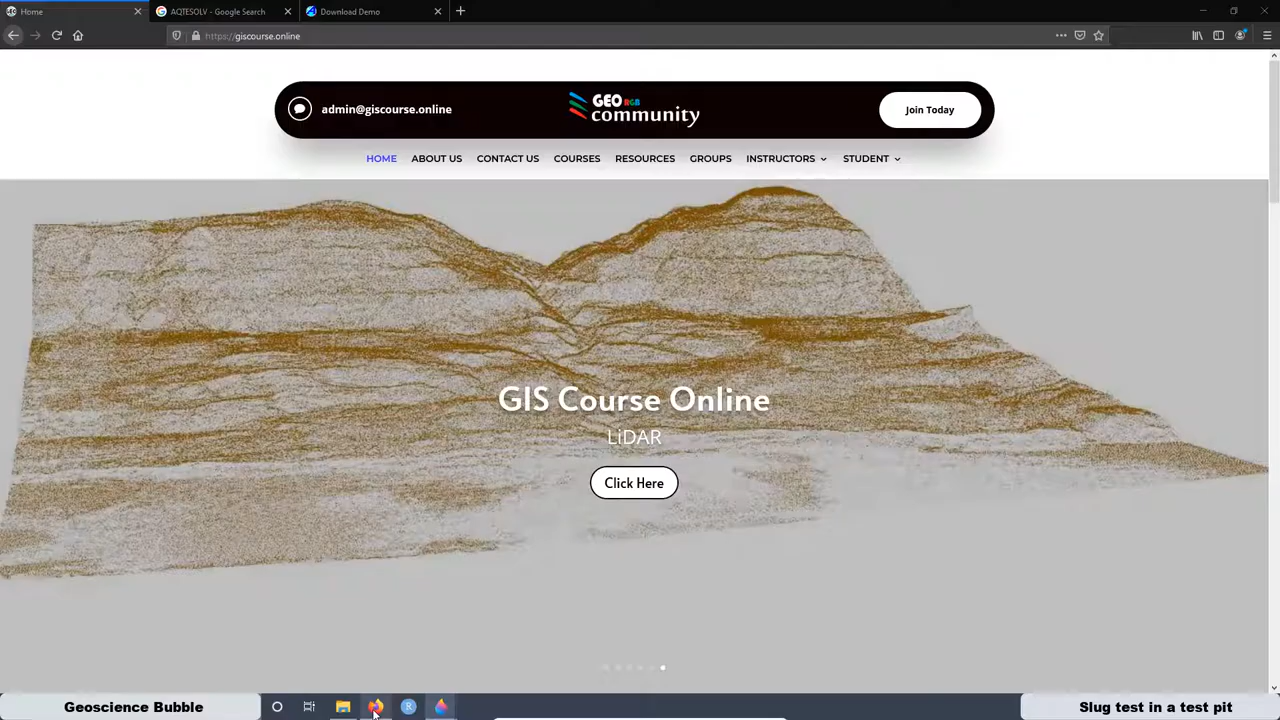 Home
AQTESOLV - Google Search
Download Demo
https://giscourse.online
admin@giscourse.online
GEO RGB
community
Join Today
HOME
ABOUT US
CONTACT US
COURSES
RESOURCES
GROUPS
INSTRUCTORS
STUDENT
GIS Course Online
LiDAR
Click Here
Geoscience Bubble
R
Slug test in a test pit